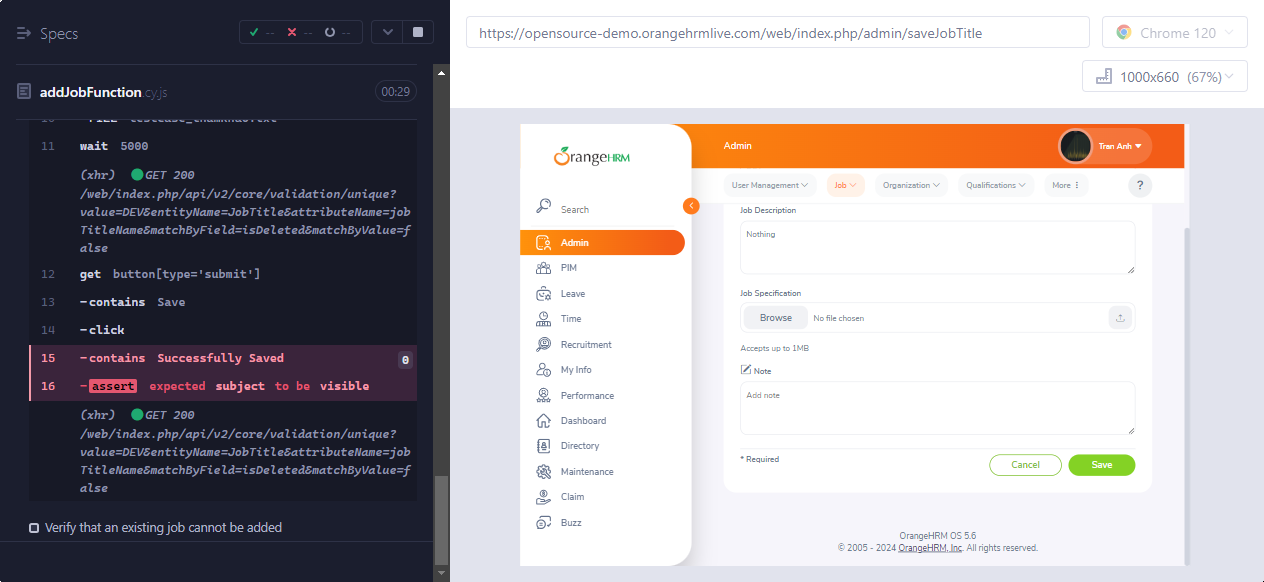 Specs
-- -- --
addJobFunction.cy.js
00:29
11 wait 5000
(xhr) GET 200
/web/index.php/api/v2/core/validation/unique?
value=DEV&entityName=JobTitle&attributeName=job
TitleName&matchByField=isDeleted&matchByValue=f
alse
12 get button[type='submit']
13 -contains Save
14 -click
15 -contains Successfully Saved 0
16 -assert expected subject to be visible
(xhr) GET 200
/web/index.php/api/v2/core/validation/unique?
value=DEV&entityName=JobTitle&attributeName=job
TitleName&matchByField=isDeleted&matchByValue=f
alse
Verify that an existing job cannot be added
https://opensource-demo.orangehrmlive.com/web/index.php/admin/saveJobTitle
Chrome 120
1000x660 (67%)
OrangeHRM
Search
Admin
PIM
Leave
Time
Recruitment
My Info
Performance
Dashboard
Directory
Maintenance
Claim
Buzz
Admin
Tran Anh
User Management
Job
Organization
Qualifications
More
?
Job Description
Nothing
Job Specification
Browse
No file chosen
Accepts up to 1MB
Note
Add note
* Required
Cancel
Save
OrangeHRM OS 5.6
© 2005 - 2024 OrangeHRM, Inc. All rights reserved.